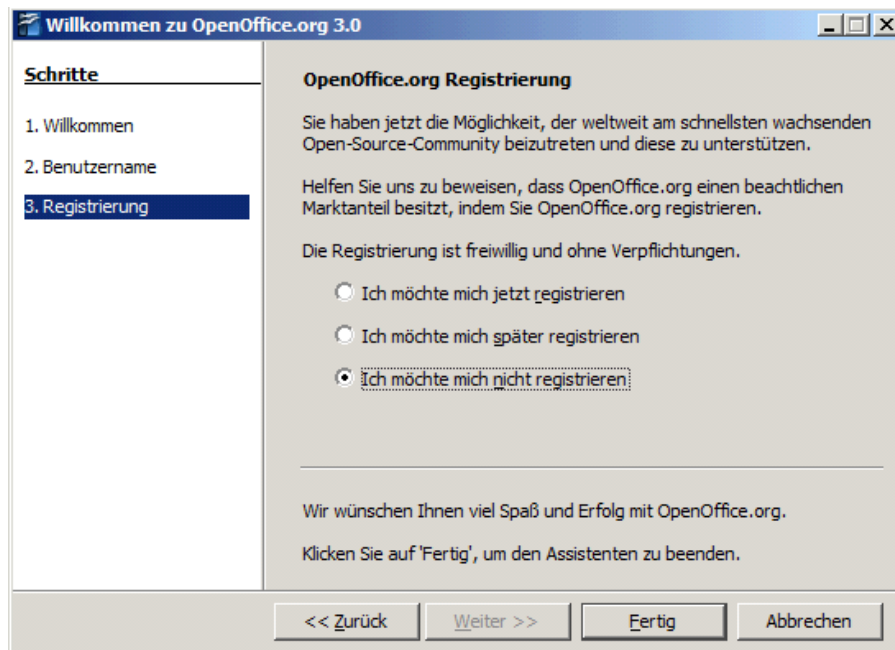 Willkommen zu OpenOffice.org 3.0
Schritte
1. Willkommen
2. Benutzername
3. Registrierung
OpenOffice.org Registrierung
Sie haben jetzt die Möglichkeit, der weltweit am schnellsten wachsenden
Open-Source-Community beizutreten und diese zu unterstützen.
Helfen Sie uns zu beweisen, dass OpenOffice.org einen beachtlichen
Marktanteil besitzt, indem Sie OpenOffice.org registrieren.
Die Registrierung ist freiwillig und ohne Verpflichtungen.
Ich möchte mich jetzt registrieren
Ich möchte mich später registrieren
Ich möchte mich nicht registrieren
Wir wünschen Ihnen viel Spaß und Erfolg mit OpenOffice.org.
Klicken Sie auf 'Fertig', um den Assistenten zu beenden.
<< Zurück
Weiter >>
Fertig
Abbrechen